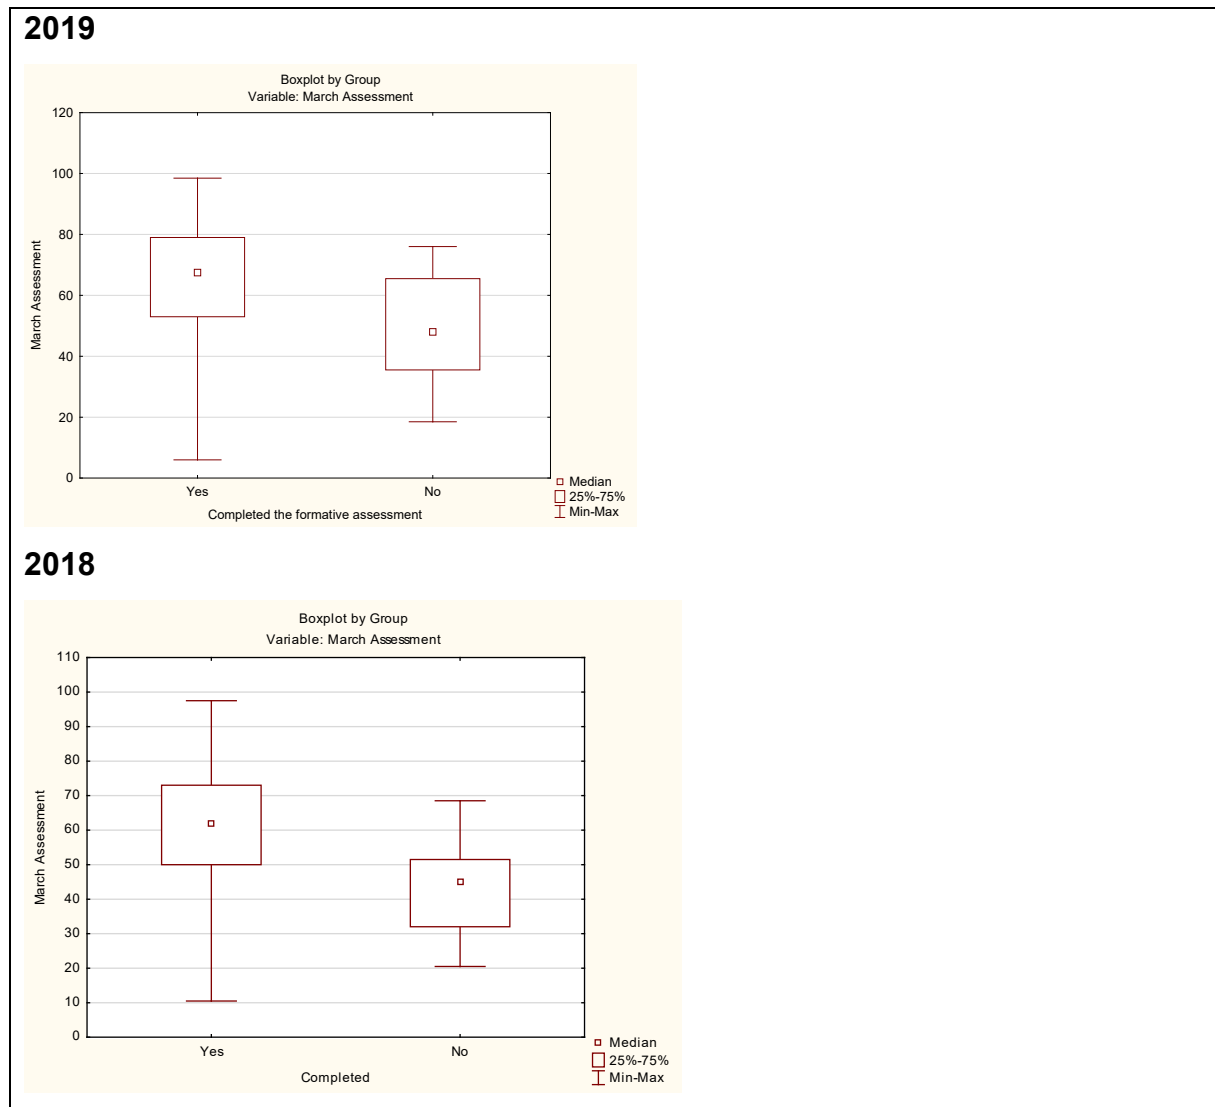 2019
Boxplot by Group
Variable: March Assessment
120
100
80
60
40
20
0
March Assessment
Yes No
Completed the formative assessment
Median
25%-75%
Min-Max
2018
Boxplot by Group
Variable: March Assessment
110
100
90
80
70
60
50
40
30
20
10
0
March Assessment
Yes No
Completed
Median
25%-75%
Min-Max